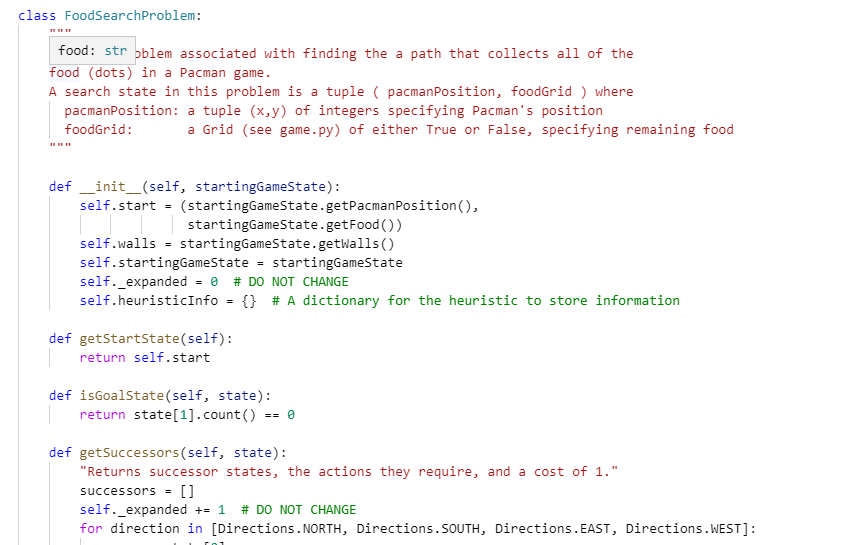 class FoodSearchProblem:
"""
food: str
oblem associated with finding the a path that collects all of the
food (dots) in a Pacman game.
A search state in this problem is a tuple ( pacmanPosition, foodGrid ) where
pacmanPosition: a tuple (x,y) of integers specifying Pacman's position
foodGrid: a Grid (see game.py) of either True or False, specifying remaining food
"""
def __init__(self, startingGameState):
self.start = (startingGameState.getPacmanPosition(),
startingGameState.getFood())
self.walls = startingGameState.getWalls()
self.startingGameState = startingGameState
self._expanded = 0  # DO NOT CHANGE
self.heuristicInfo = {}  # A dictionary for the heuristic to store information
def getStartState(self):
return self.start
def isGoalState(self, state):
return state[1].count() == 0
def getSuccessors(self, state):
"Returns successor states, the actions they require, and a cost of 1."
successors = []
self._expanded += 1  # DO NOT CHANGE
for direction in [Directions.NORTH, Directions.SOUTH, Directions.EAST, Directions.WEST]: